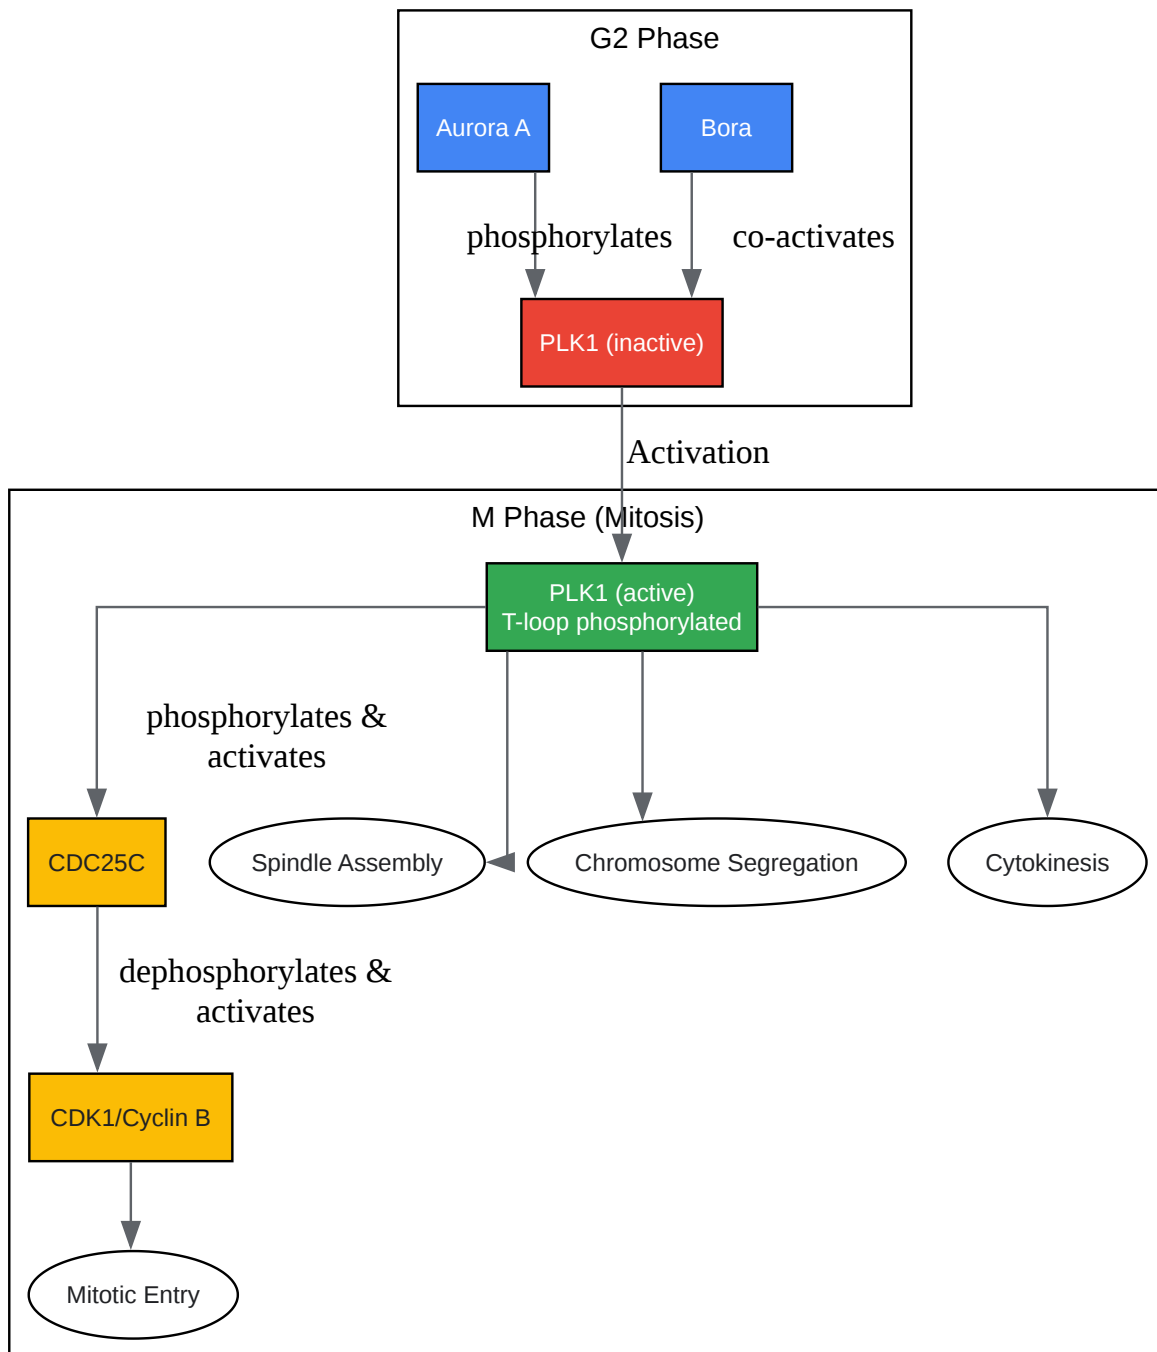 G2 Phase
Aurora A
Bora
phosphorylates
co-activates
PLK1 (inactive)
Activation
M Phase (Mitosis)
PLK1 (active)
T-loop phosphorylated
phosphorylates &
activates
CDC25C
Spindle Assembly
Chromosome Segregation
Cytokinesis
dephosphorylates &
activates
CDK1/Cyclin B
Mitotic Entry